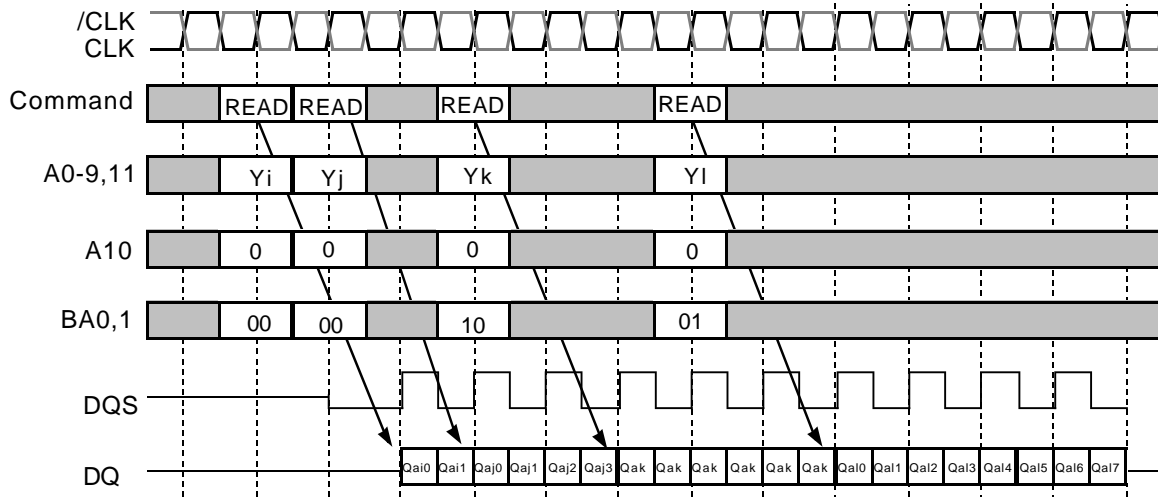 /CLK
CLK
Command READ READ READ READ
A0-9,11 Yi Yj Yk Yl
A10 0 0 0 0
BA0,1 00 00 10 01
DQS
DQ Qai0 Qai1 Qaj0 Qaj1 Qaj2 Qaj3 Qak Qak Qak Qak Qak Qak Qal0 Qal1 Qal2 Qal3 Qal4 Qal5 Qal6 Qal7